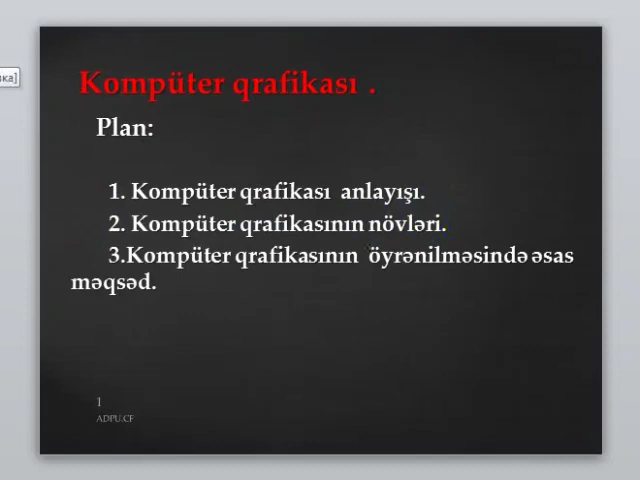 Kompüter qrafikası .
Plan:
1. Kompüter qrafikası anlayışı.
2. Kompüter qrafikasının növləri.
3.Kompüter qrafikasının öyrənilməsində əsas
məqsəd.
1
ADPU.CF